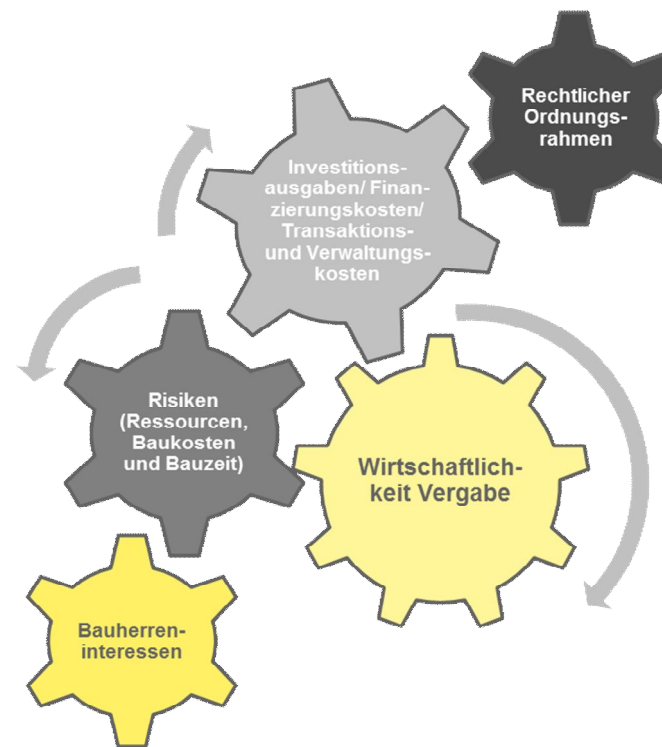 Rechtlicher
Ordnungs-
rahmen
Investitions-
ausgaben/ Finan-
zierungskosten/
Transaktions-
und Verwaltungs-
kosten
Risiken
(Ressourcen,
Baukosten
und Bauzeit)
Wirtschaftlich-
keit Vergabe
Bauherren-
interessen